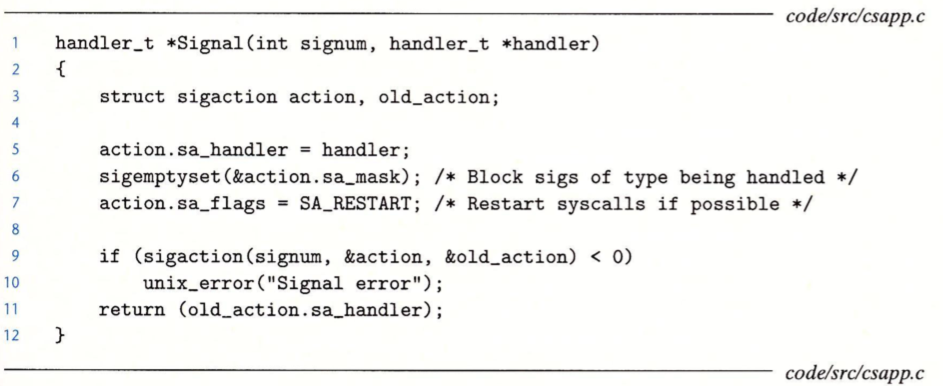 code/src/csapp.c
1 handler_t *Signal(int signum, handler_t *handler)
2 {
3 struct sigaction action, old_action;
4
5 action.sa_handler = handler;
6 sigemptyset(&action.sa_mask); /* Block sigs of type being handled */
7 action.sa_flags = SA_RESTART; /* Restart syscalls if possible */
8
9 if (sigaction(signum, &action, &old_action) < 0)
10 unix_error("Signal error");
11 return (old_action.sa_handler);
12 }
code/src/csapp.c